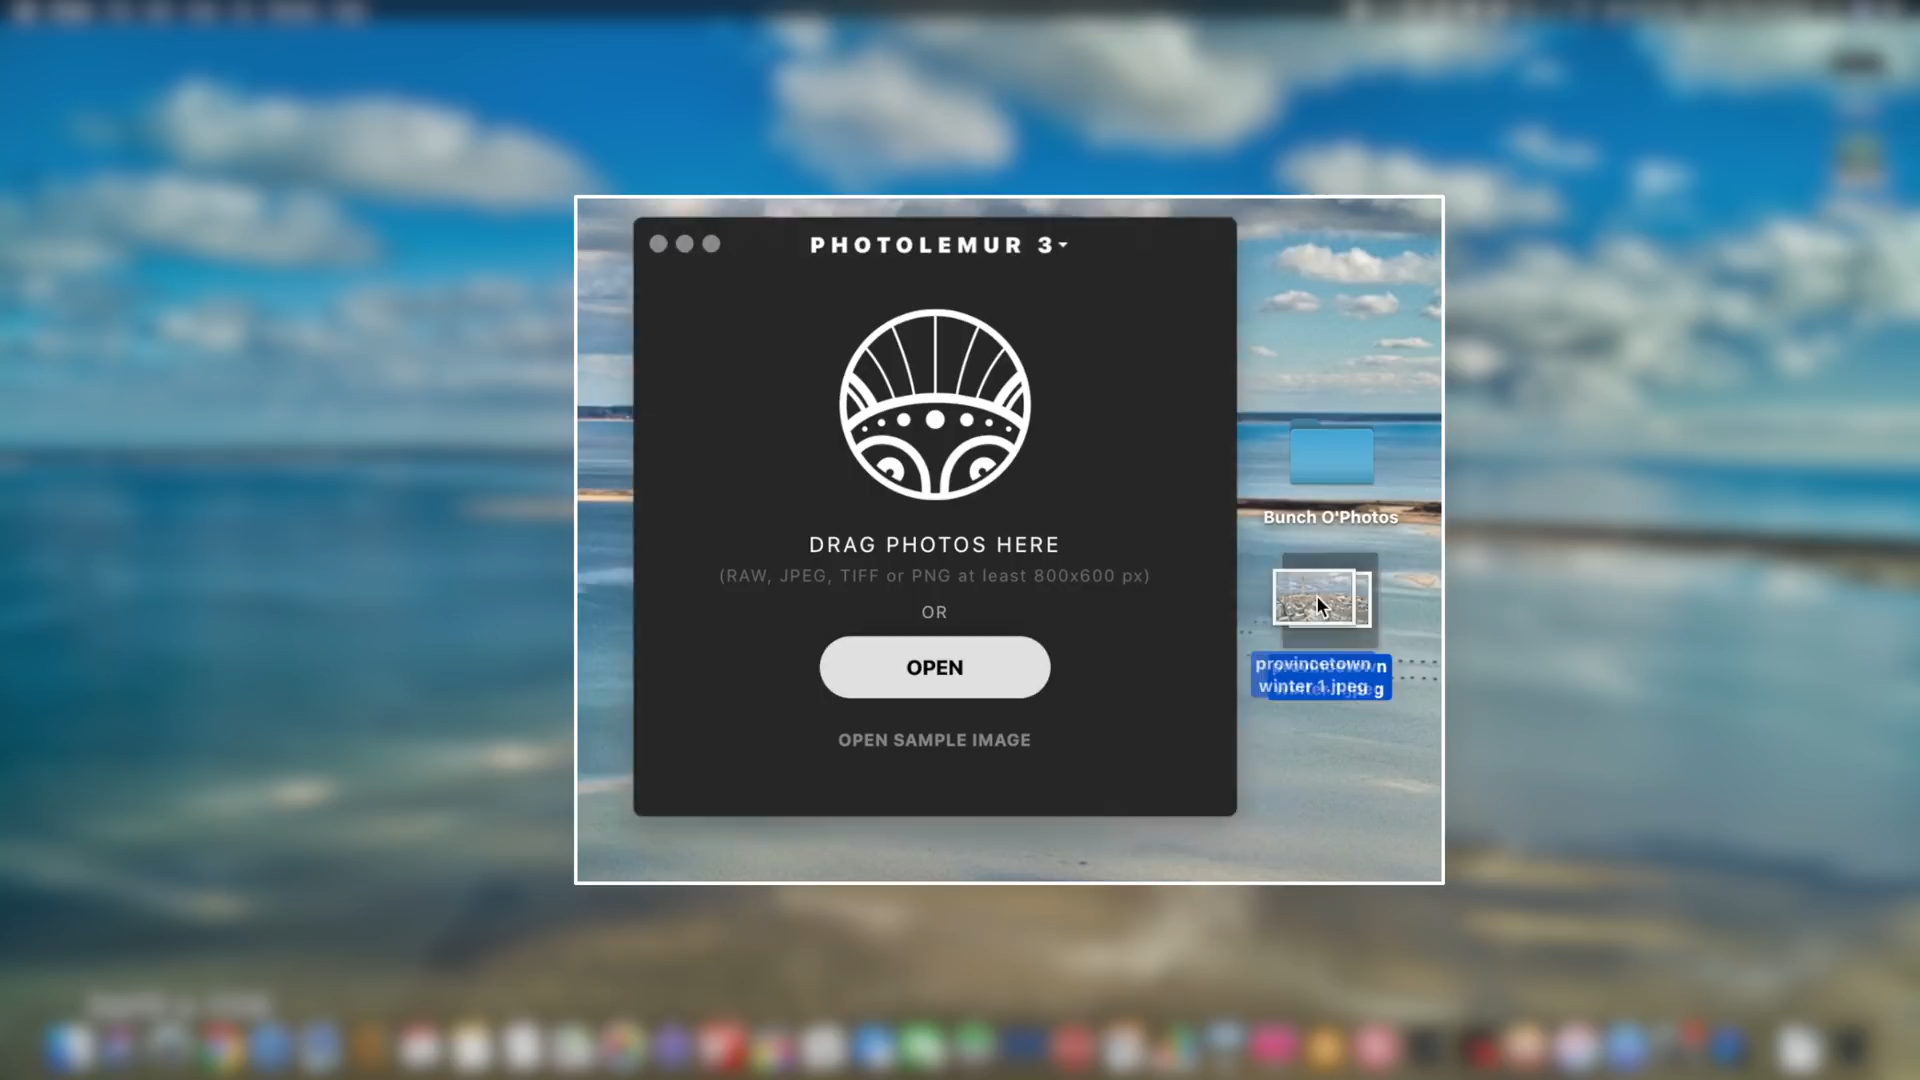 PHOTOLEMUR 3
DRAG PHOTOS HERE
(RAW, JPEG, TIFF or PNG at least 800x600 px)
OR
OPEN
OPEN SAMPLE IMAGE
Bunch O'Photos
provincetown
winter 1.jpeg